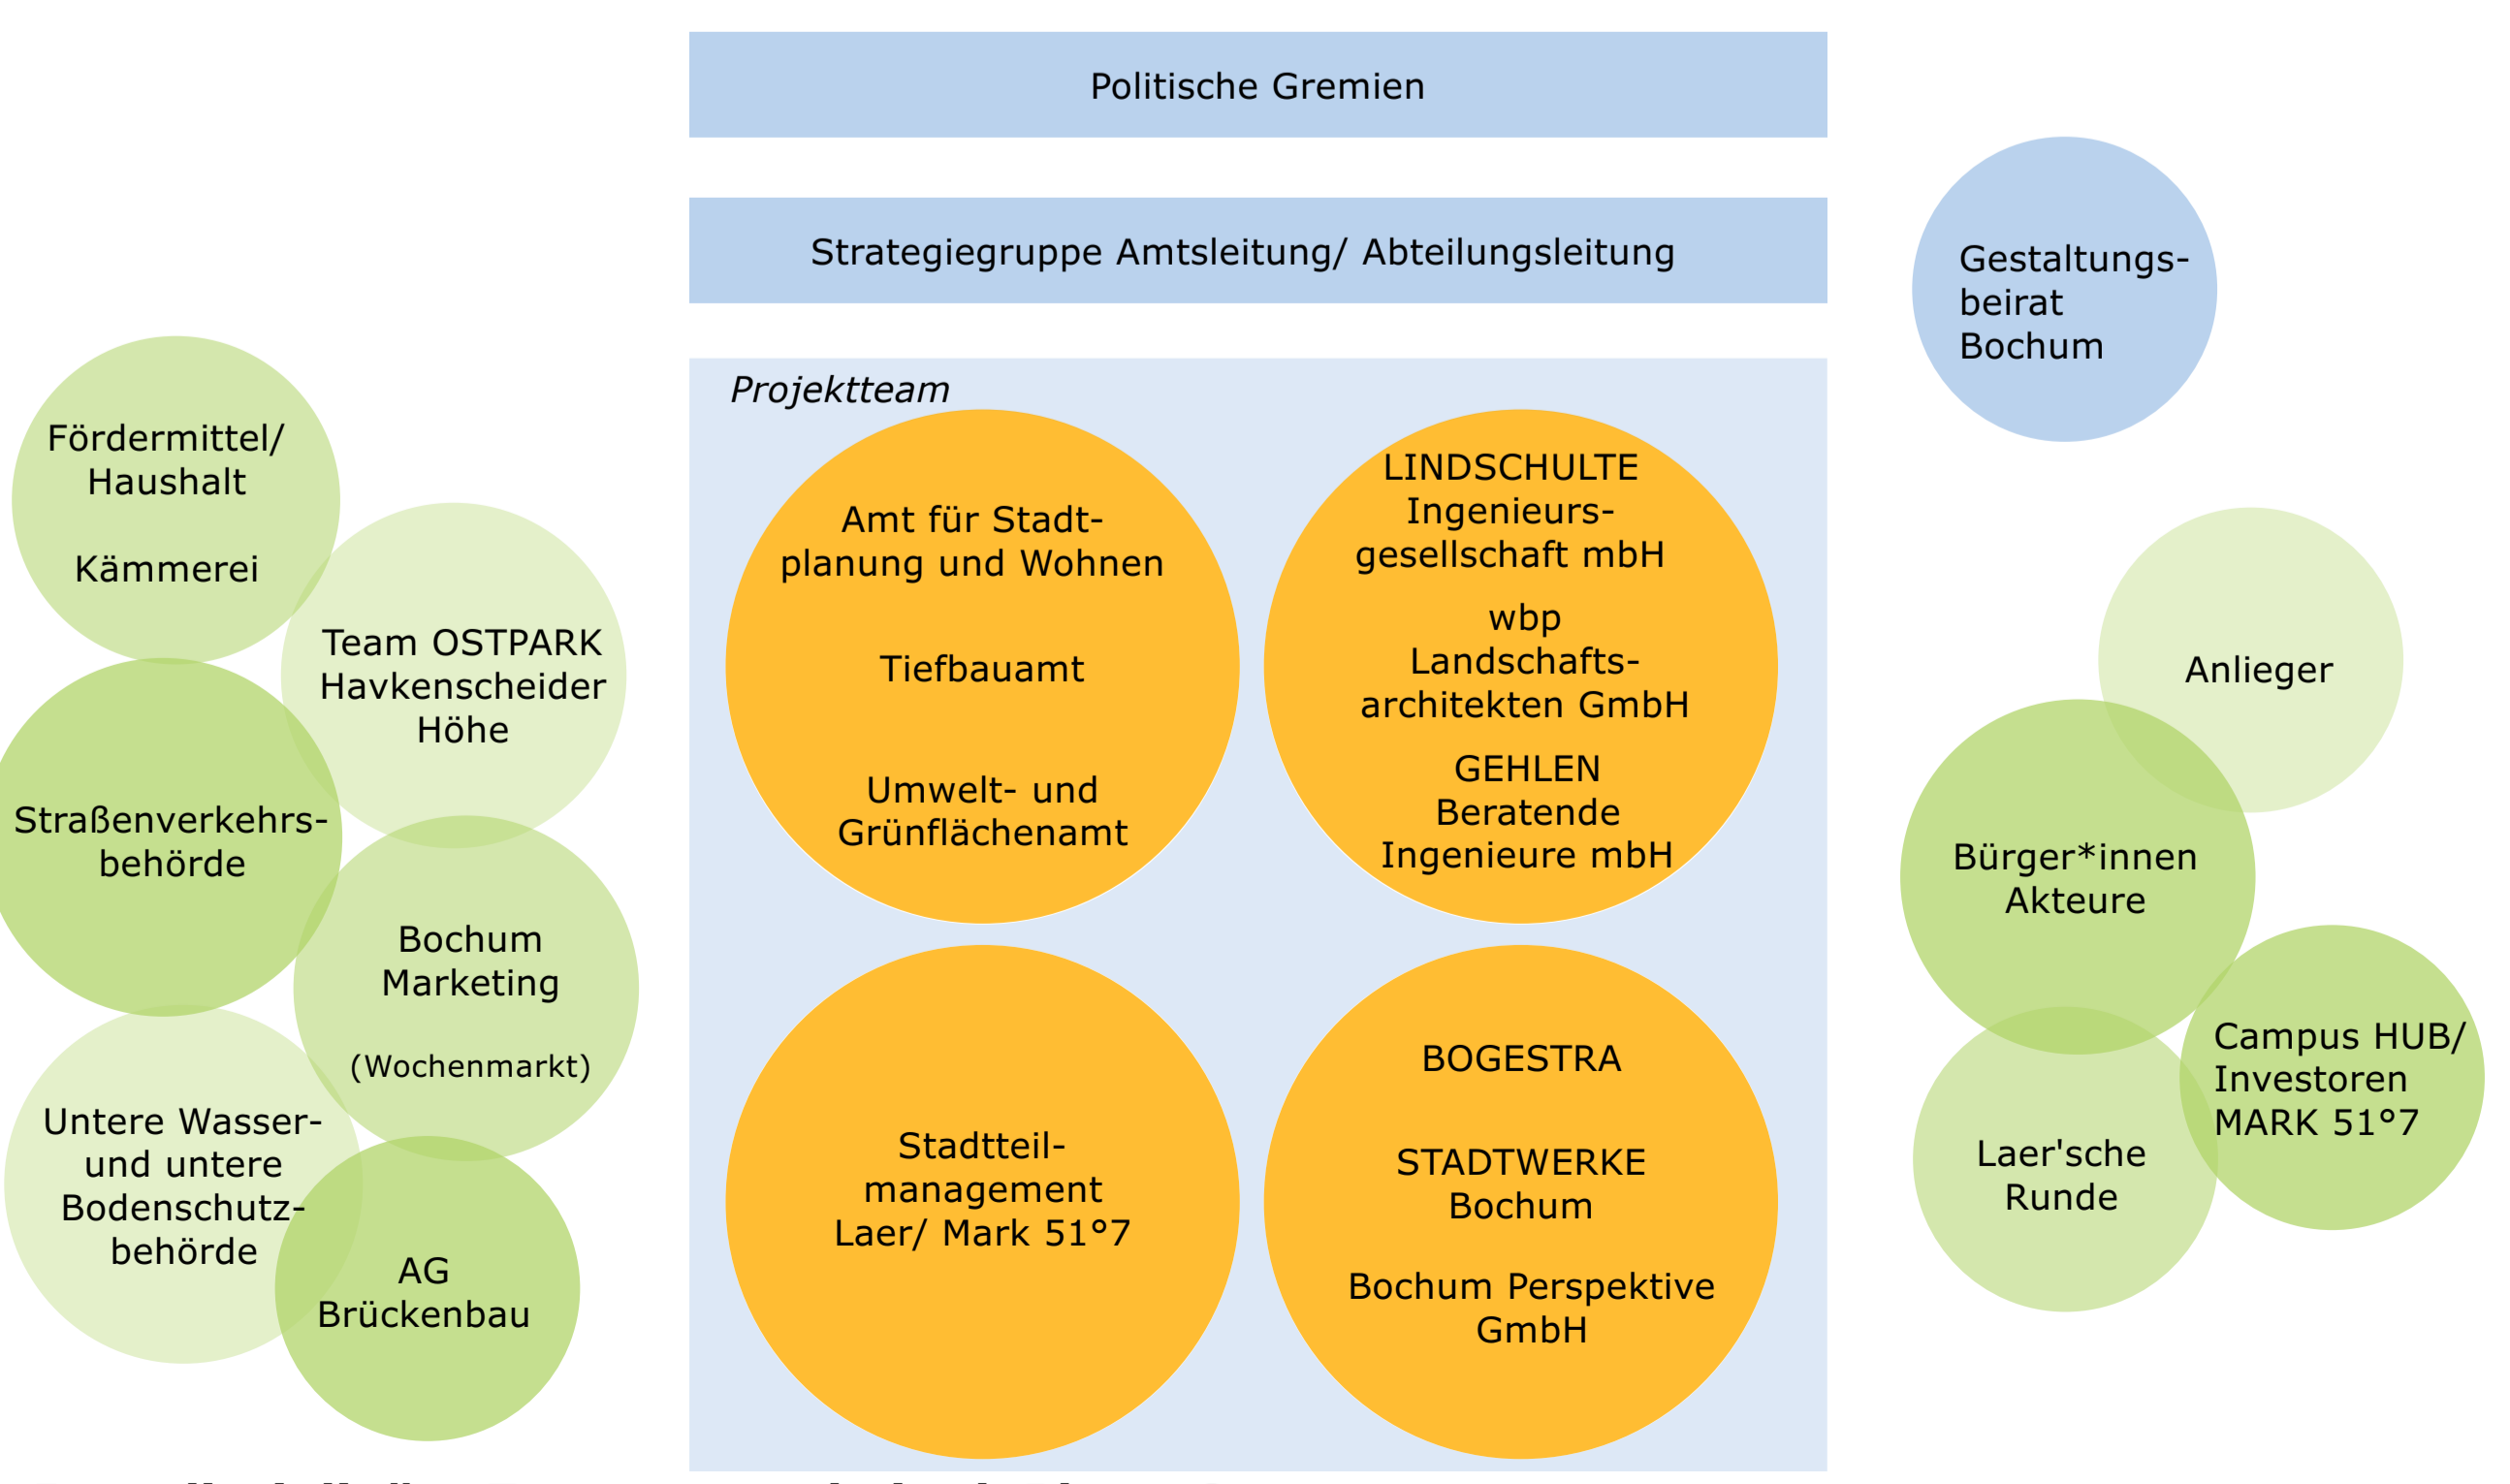 Politische Gremien
Strategiegruppe Amtsleitung/ Abteilungsleitung
Gestaltungs-
beirat
Bochum
Fördermittel/
Haushalt
Kämmerei
Team OSTPARK
Havkenscheider
Höhe
Straßenverkehrs-
behörde
Bochum
Marketing
(Wochenmarkt)
Untere Wasser-
und untere
Bodenschutz-
behörde
AG
Brückenbau
Projektteam
Amt für Stadt-
planung und Wohnen
Tiefbauamt
Umwelt- und
Grünflächenamt
LINDSCHULTE
Ingenieurs-
gesellschaft mbH
wbp
Landschafts-
architekten GmbH
GEHLEN
Beratende
Ingenieure mbH
Stadtteil-
management
Laer/ Mark 51°7
BOGESTRA
STADTWERKE
Bochum
Bochum Perspektive
GmbH
Anlieger
Bürger*innen
Akteure
Campus HUB/
Investoren
MARK 51°7
Laer'sche
Runde